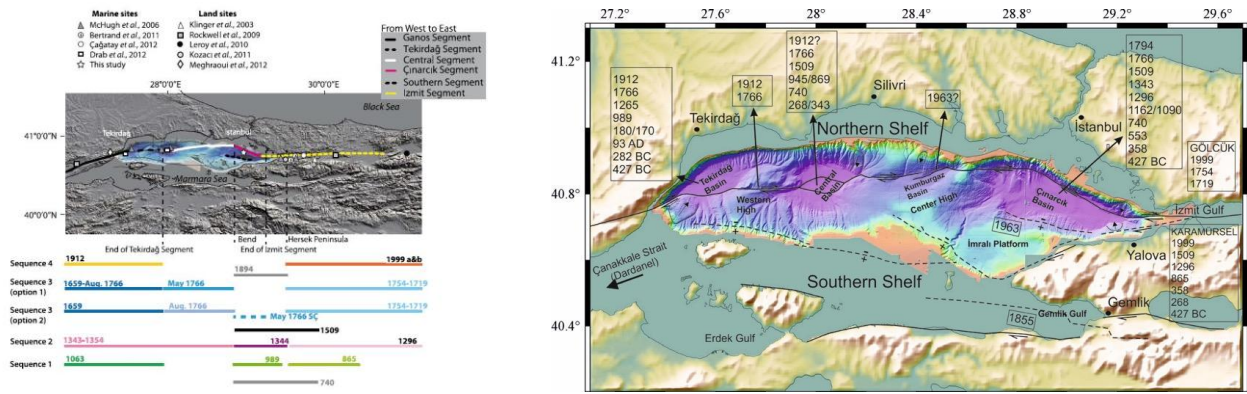 Marine sites
McHugh et al., 2006
Bertrand et al., 2011
Çağatay et al., 2012
Drab et al., 2012
This study
Land sites
Klinger et al., 2003
Rockwell et al., 2009
Leroy et al., 2010
Kozacı et al., 2011
Meghraoui et al., 2012
From West to East
Ganos Segment
Tekirdağ Segment
Central Segment
Çınarcık Segment
Southern Segment
Izmit Segment
28°0'0"E
30°0'0"E
Black Sea
41°0'0"N
Tekirdağ
Istanbul
Marmara Sea
40°0'0"N
End of Tekirdağ Segment
Bend
Hersek Peninsula
End of Izmit Segment
Sequence 4
1912
1999 a&b
1894
Sequence 3
(option 1)
1659-Aug. 1766
May 1766
1754-1719
Sequence 3
(option 2)
1659
Aug. 1766
1754-1719
May 1766 SÇ
1509
Sequence 2
1343-1354
1344
1296
Sequence 1
1063
989
865
740
27.2°
27.6°
28.0°
28.4°
28.8°
29.2°
29.6°
41.2°
41.0°
40.8°
40.6°
40.4°
1912
1766
1265
989
180/170
93 AD
282 BC
427 BC
1912
1766
1912?
1766
1509
945/869
740
268/343
1963?
1794
1766
1509
1343
1296
1162/1090
740
553
358
427 BC
GÖLCÜK
1999
1754
1719
KARAMÜRSEL
1999
1509
1296
865
358
268
427 BC
Silivri
Tekirdağ
İstanbul
Northern Shelf
Tekirdag
Basin
Western
High
Central
Basin
Kumburgaz
Basin
Center High
Çınarcık
Basin
İzmit Gulf
1963
İmralı Platform
Yalova
Çanakkale Strait
(Dardanel)
Southern Shelf
Gemlik
Gemlik Gulf
1855
Erdek Gulf